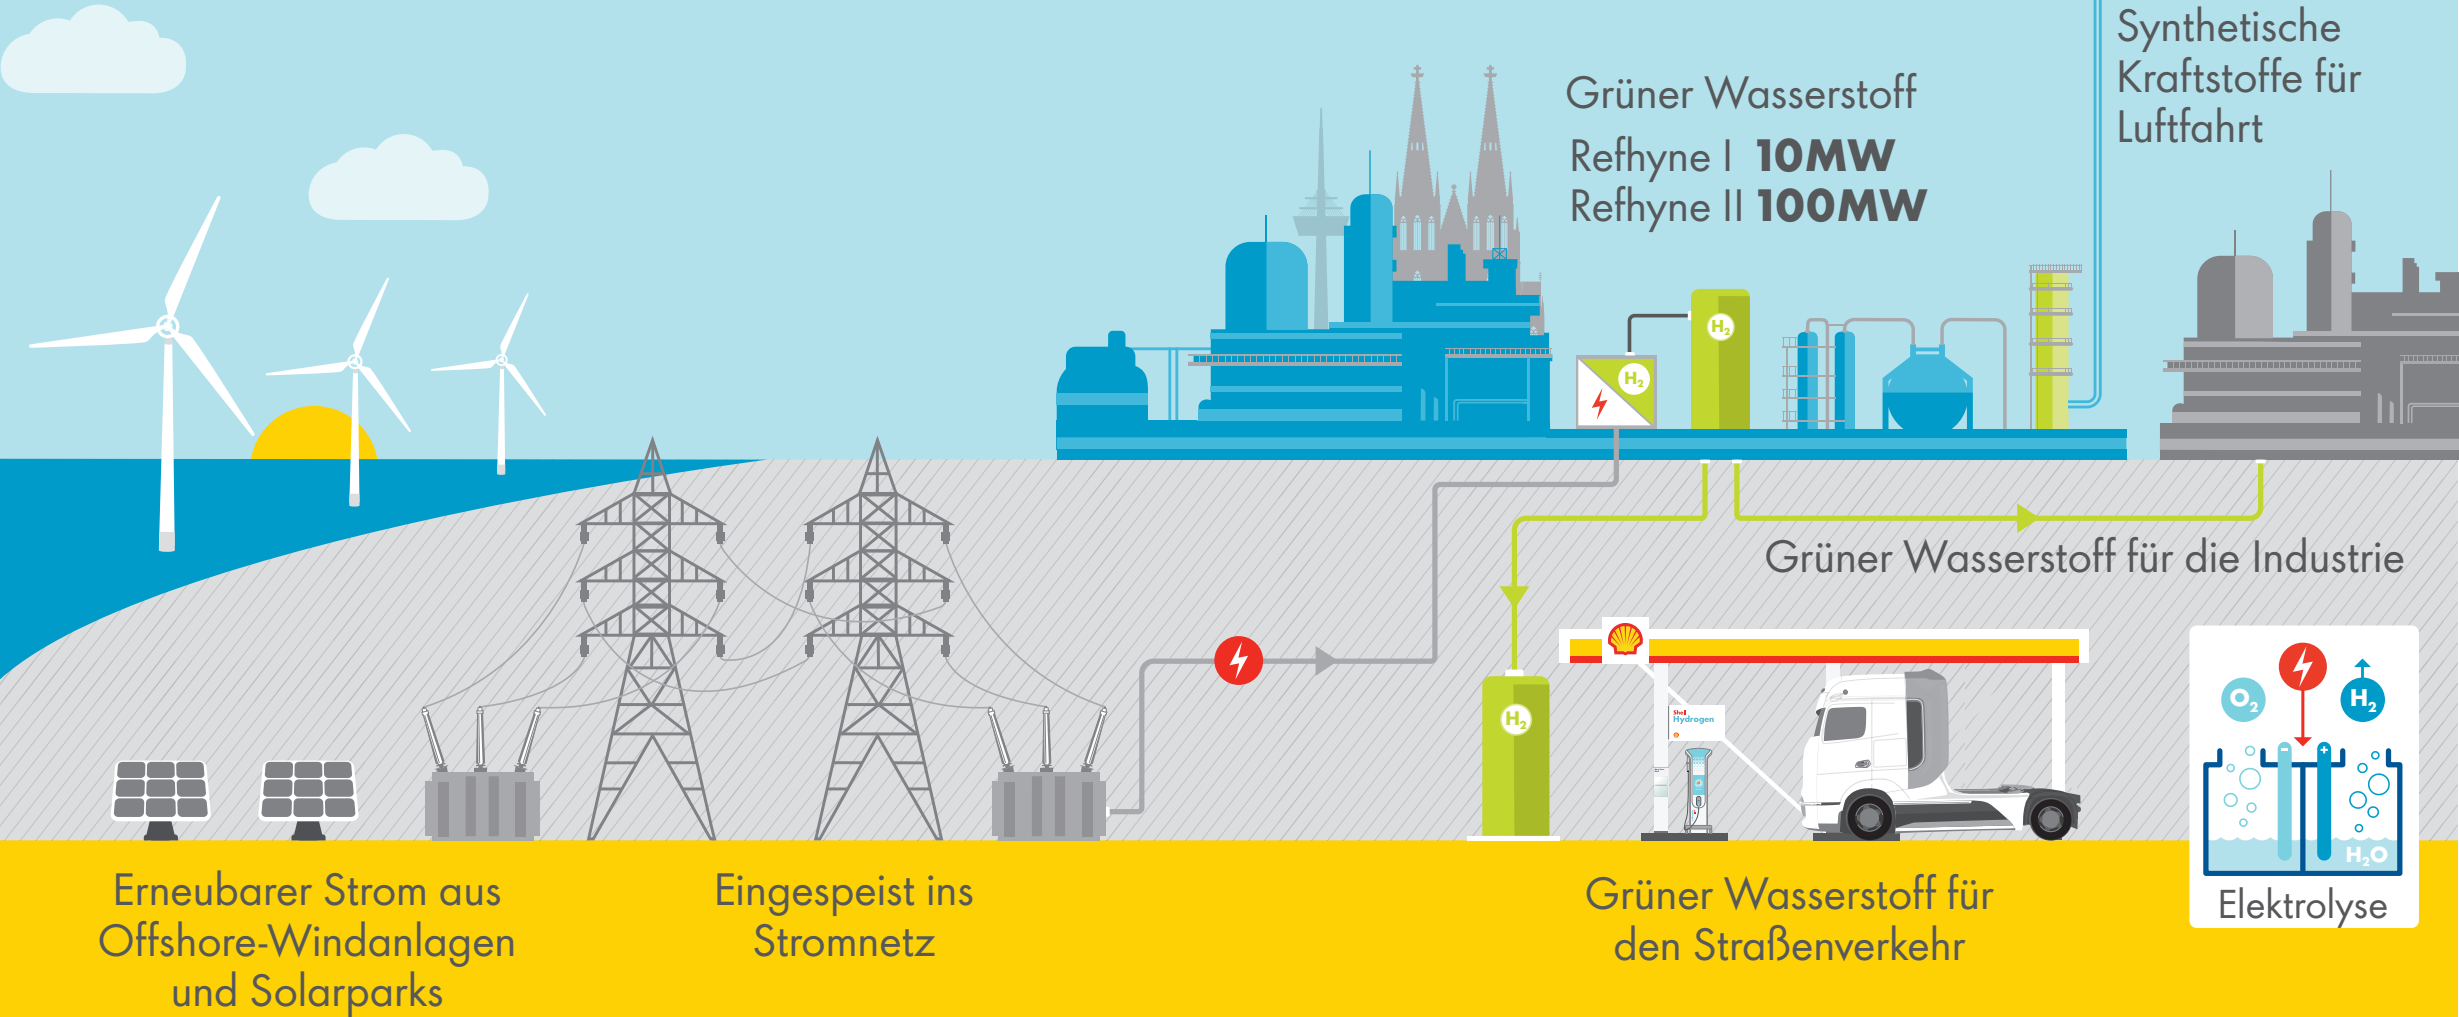 Synthetische
Kraftstoffe für
Luftfahrt
Grüner Wasserstoff
Refhyne I 10MW
Refhyne II 100MW
H₂
H₂
Grüner Wasserstoff für die Industrie
H₂
Shell
Hydrogen
O₂
H₂
-
+
H₂O
Elektrolyse
Erneubarer Strom aus
Offshore-Windanlagen
und Solarparks
Eingespeist ins
Stromnetz
Grüner Wasserstoff für
den Straßenverkehr